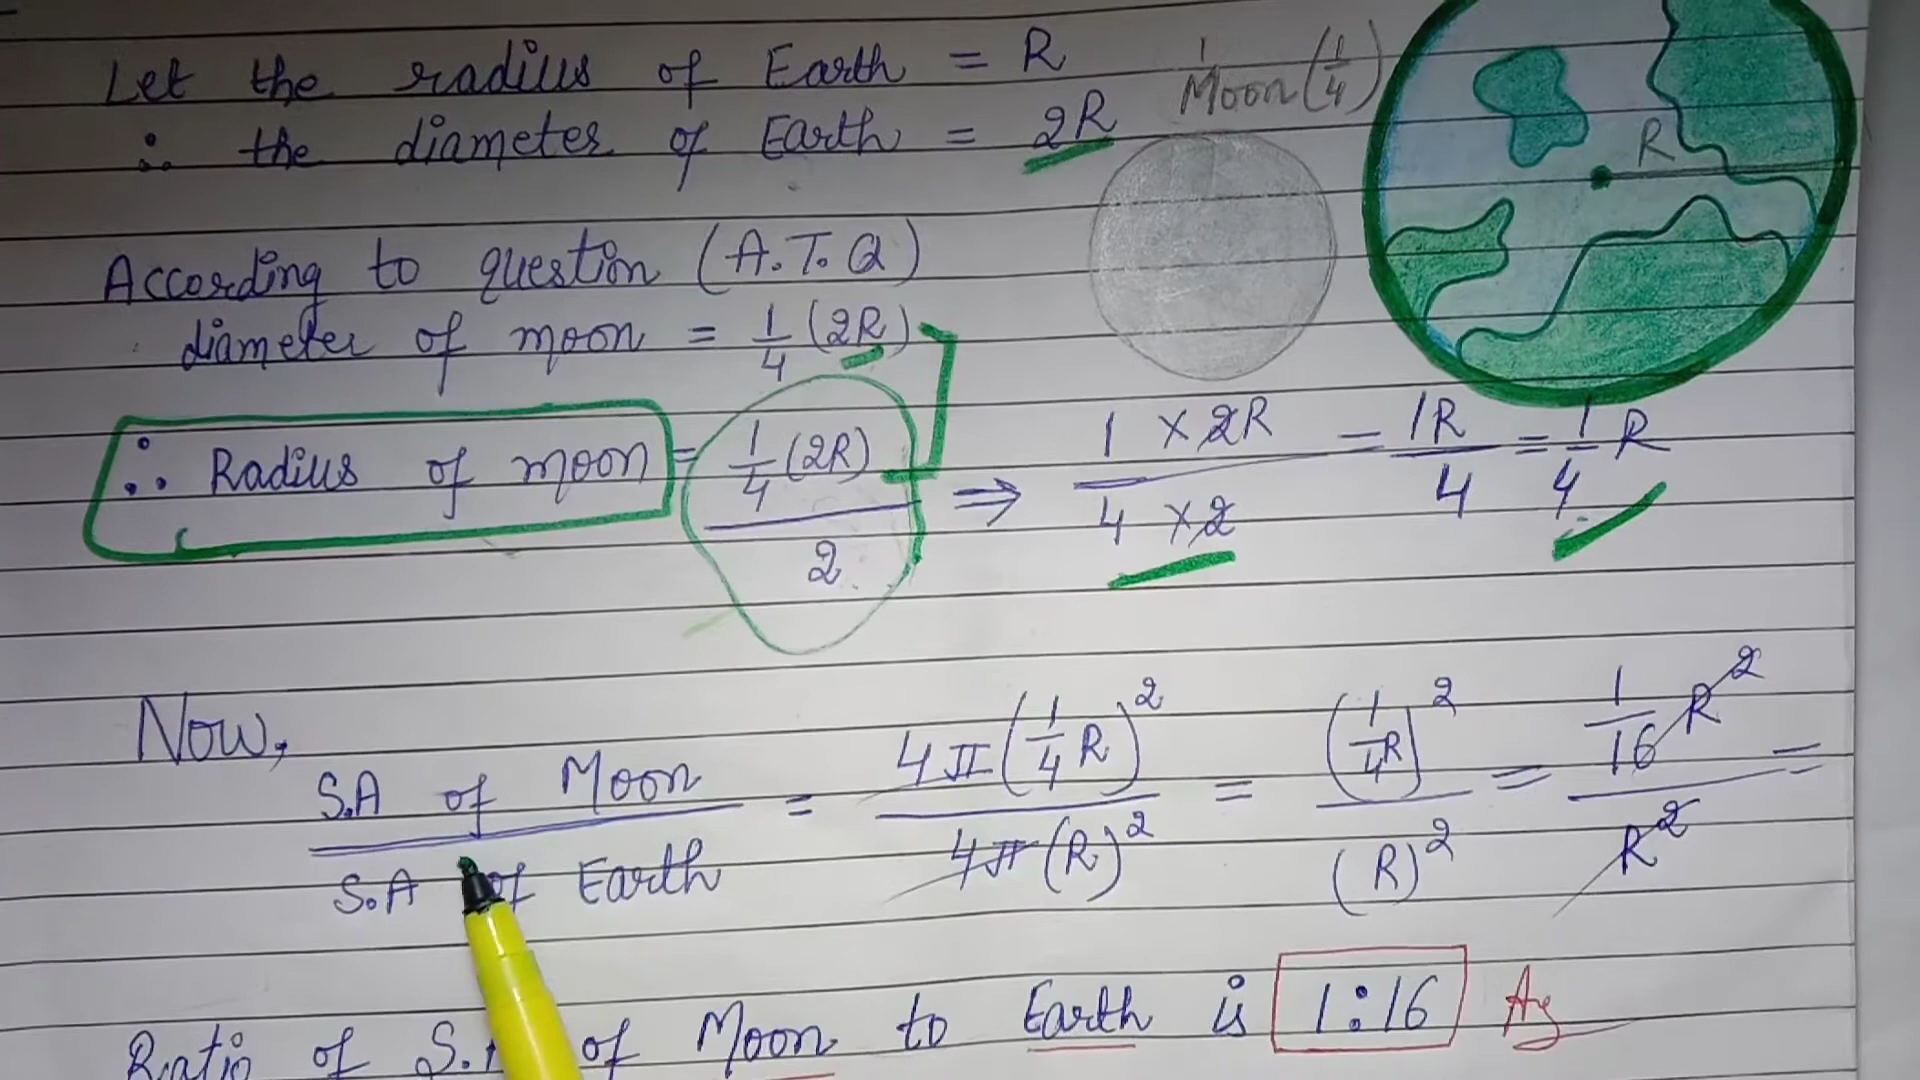 Let the radius of Earth = R
∴ the diameter of Earth = 2R
Moon (1/4)
R
According to question (A.T.Q)
diameter of moon = 1/4 (2R)
∴ Radius of moon = 1/4 (2R) / 2 ⇒ 1 × 2R / 4 × 2 = 1R / 4 = 1/4 R
Now,
S.A of Moon / S.A of Earth = 4π (1/4 R)² / 4π (R)² = (1/4 R)² / (R)² = 1/16 R² / R² =
Ratio of S. of Moon to Earth is 1:16